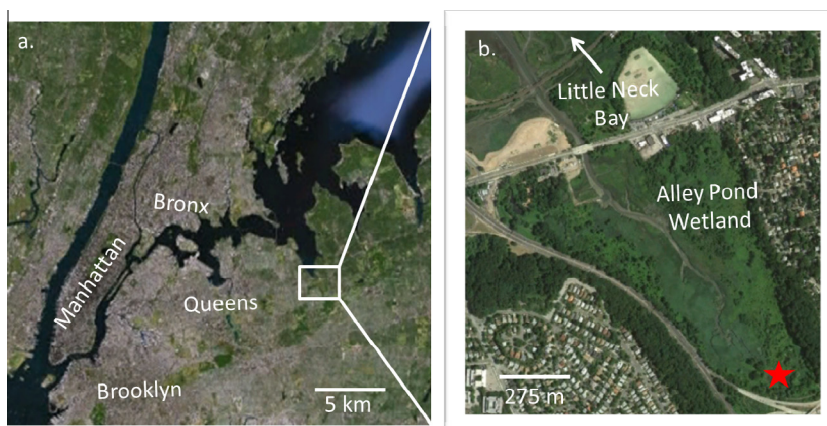 a.
Bronx
Manhattan
Queens
Brooklyn
5 km
b.
Little Neck
Bay
Alley Pond
Wetland
275 m